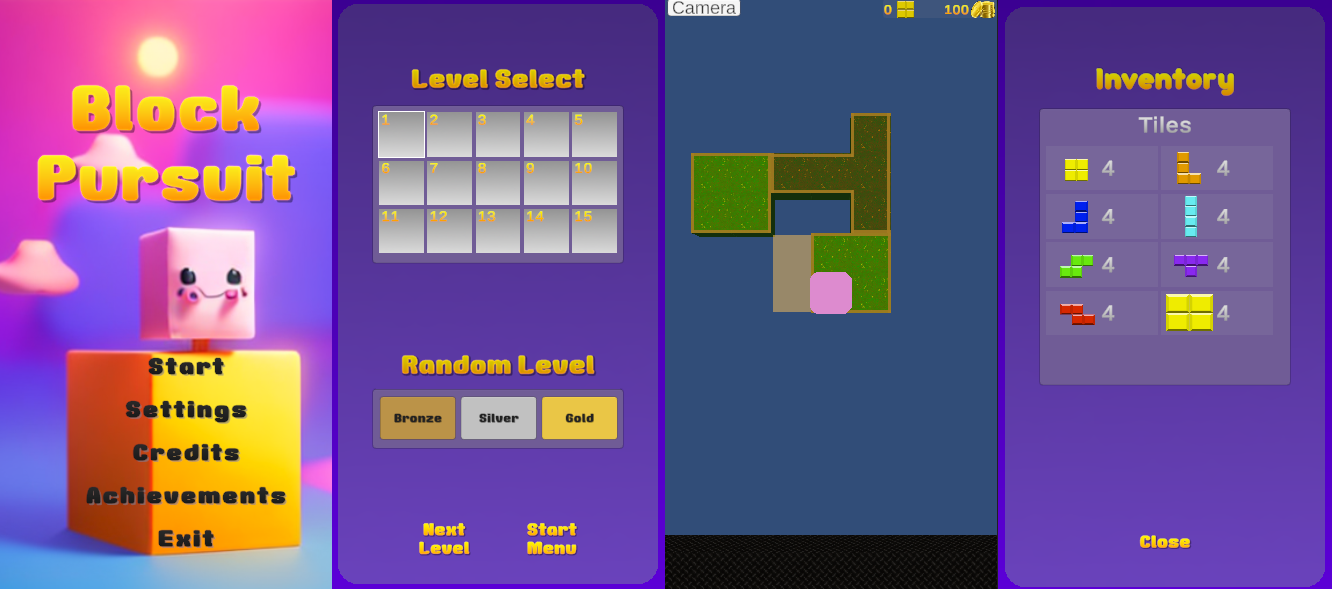 Block
Pursuit
Start
Settings
Credits
Achievements
Exit
Level Select
1 2 3 4 5
6 7 8 9 10
11 12 13 14 15
Random Level
Bronze Silver Gold
Next Level
Start Menu
Camera
0 100
Inventory
Tiles
4 4
4 4
4 4
4 4
Close